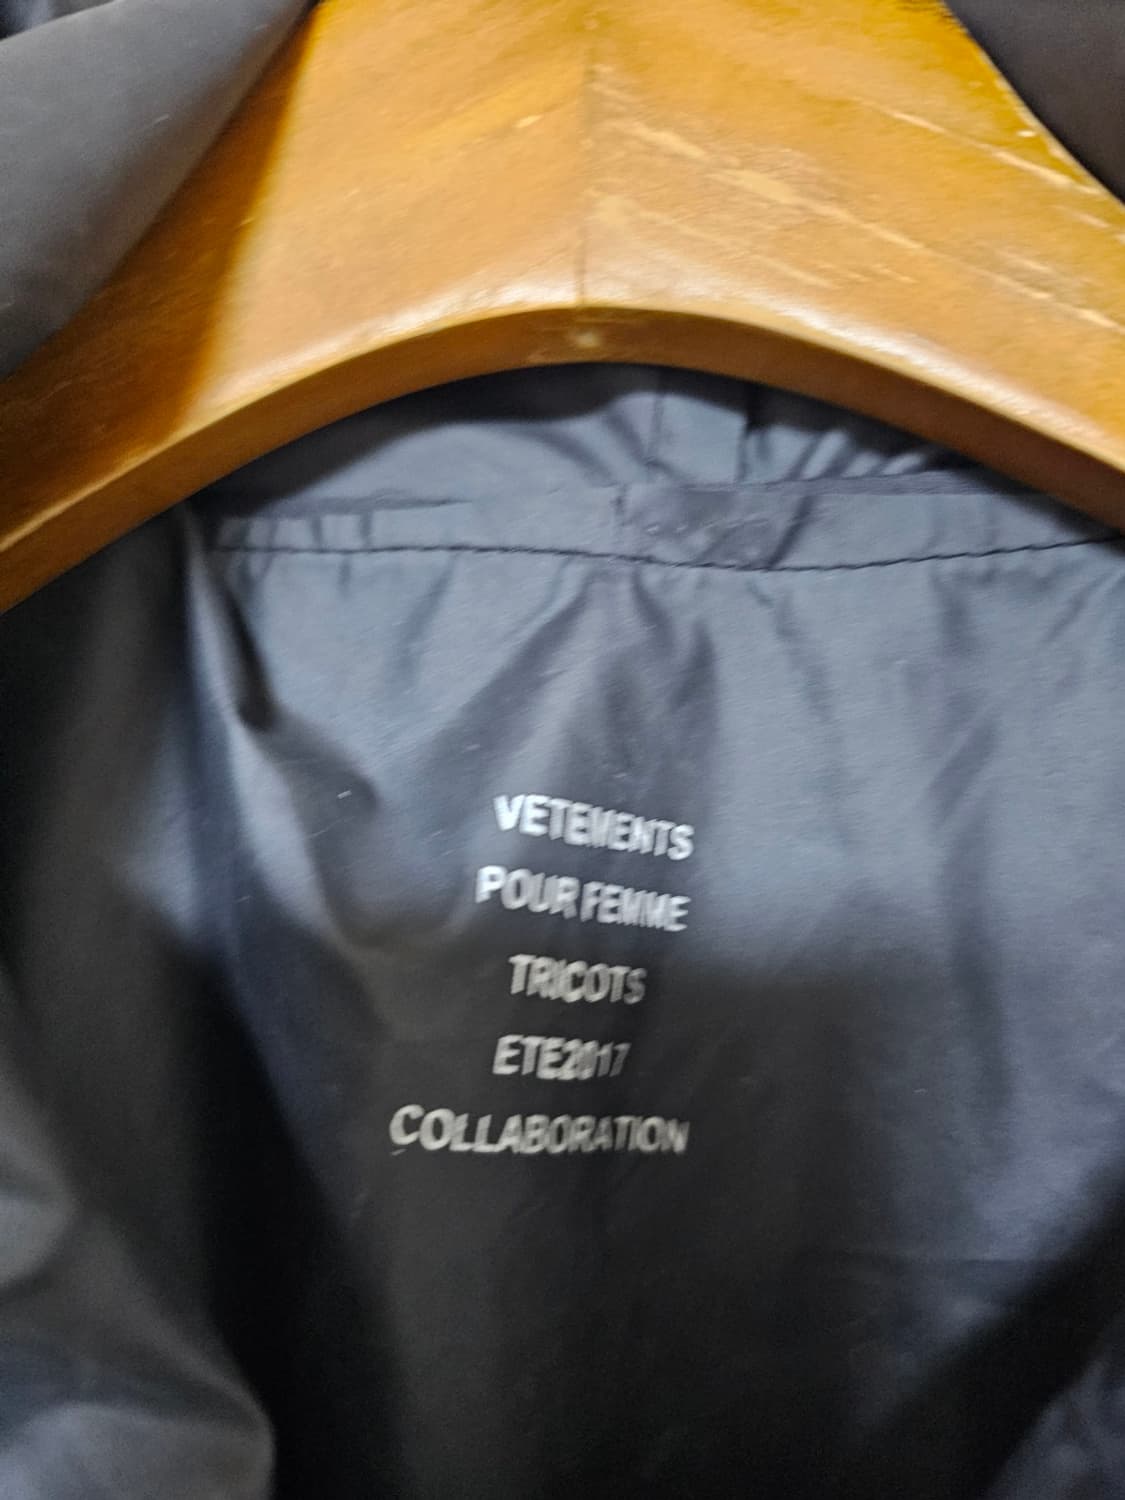 VETEMENTS
POUR FEMME
TRICOTS
ETE2017
COLLABORATION